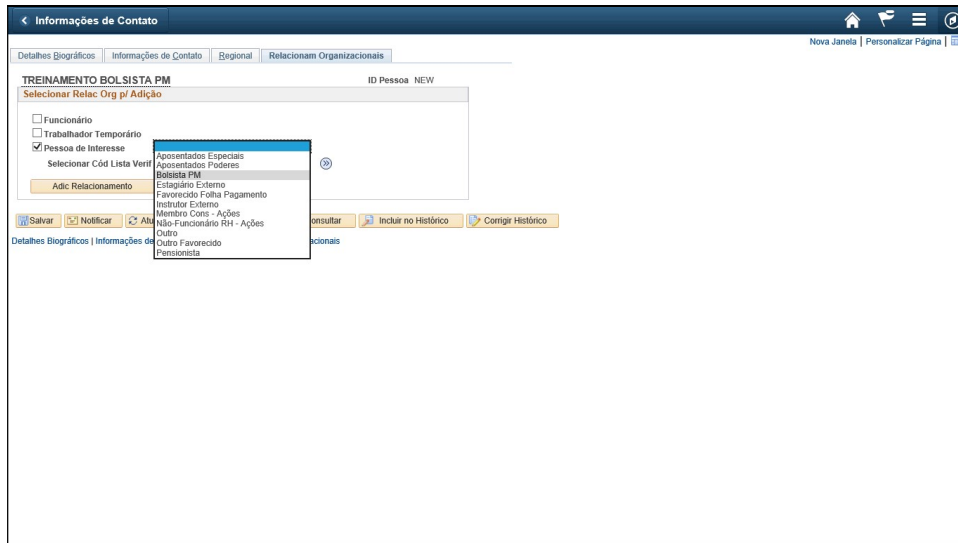 Informações de Contato
Nova Janela | Personalizar Página |
Detalhes Biográficos Informações de Contato Regional Relacionam Organizacionais
TREINAMENTO BOLSISTA PM ID Pessoa NEW
Selecionar Relac Org p/ Adição
Funcionário
Trabalhador Temporário
Pessoa de Interesse
Selecionar Cód Lista Verif
Adic Relacionamento
Aposentados Especiais
Aposentados Poderes
Bolsista PM
Estagiário Externo
Favorecido Folha Pagamento
Instrutor Externo
Membro Cons - Ações
Não-Funcionário RH - Ações
Outro
Outro Favorecido
Pensionista
Salvar Notificar Atu onsultar Incluir no Histórico Corrigir Histórico
Detalhes Biográficos | Informações de acionais